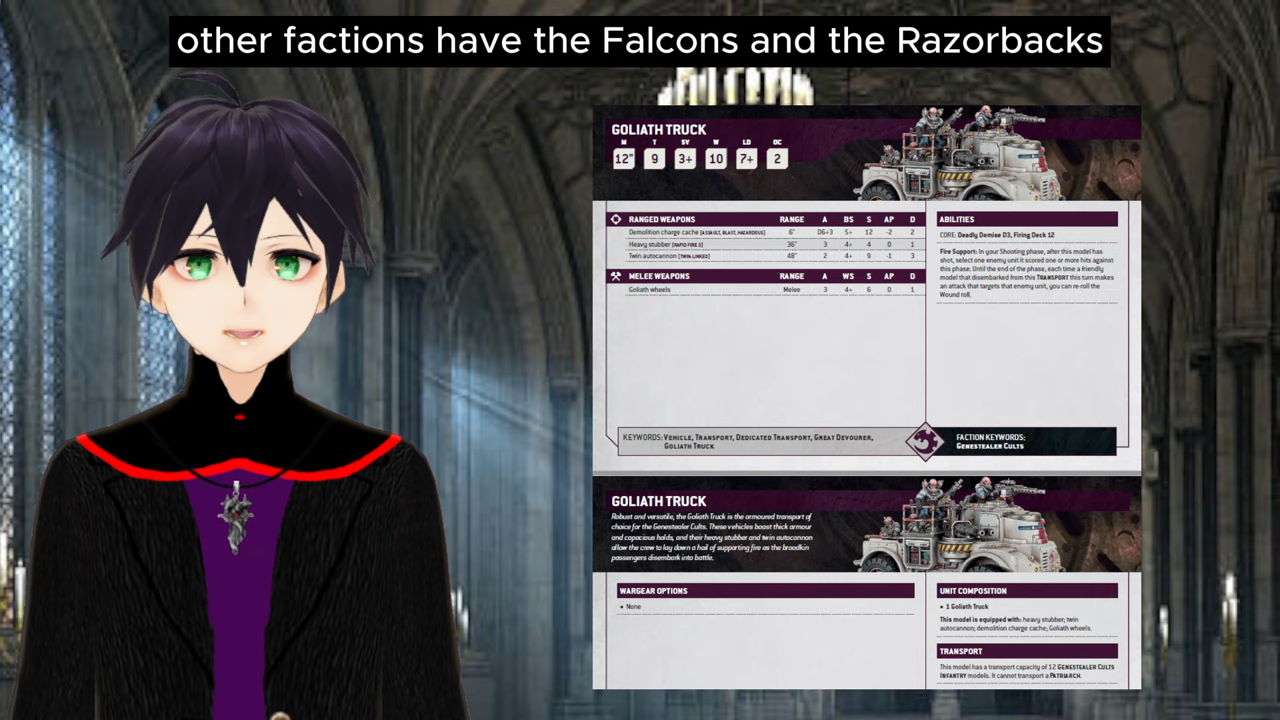 other factions have the Falcons and the Razorbacks
GOLIATH TRUCK
M T SV W LD OC
12" 9 3+ 10 7+ 2
RANGED WEAPONS RANGE A BS S AP D
Demolition charge cache [ASSAULT, BLAST, HAZARDOUS] 6" D6+3 5+ 12 -2 2
Heavy stubber [RAPID FIRE 3] 36" 3 4+ 4 0 1
Twin autocannon [TWIN-LINKED] 48" 2 4+ 9 -1 3
MELEE WEAPONS RANGE A WS S AP D
Goliath wheels Melee 3 4+ 6 0 1
ABILITIES
CORE: Deadly Demise D3, Firing Deck 12
Fire Support: In your Shooting phase, after this model has
shot, select one enemy unit it scored one or more hits against
this phase. Until the end of the phase, each time a friendly
model that disembarked from this TRANSPORT this turn makes
an attack that targets that enemy unit, you can re-roll the
Wound roll.
KEYWORDS: VEHICLE, TRANSPORT, DEDICATED TRANSPORT, GREAT DEVOURER,
GOLIATH TRUCK
FACTION KEYWORDS:
GENESTEALER CULTS
GOLIATH TRUCK
Robust and versatile, the Goliath Truck is the armoured transport of
choice for the Genestealer Cults. These vehicles boast thick armour
and capacious holds, and their heavy stubber and twin autocannon
allow the crew to lay down a hail of supporting fire as the broodkin
passengers disembark into battle.
WARGEAR OPTIONS
• None
UNIT COMPOSITION
• 1 Goliath Truck
This model is equipped with: heavy stubber; twin
autocannon; demolition charge cache; Goliath wheels.
TRANSPORT
This model has a transport capacity of 12 GENESTEALER CULTS
INFANTRY models. It cannot transport a PATRIARCH.